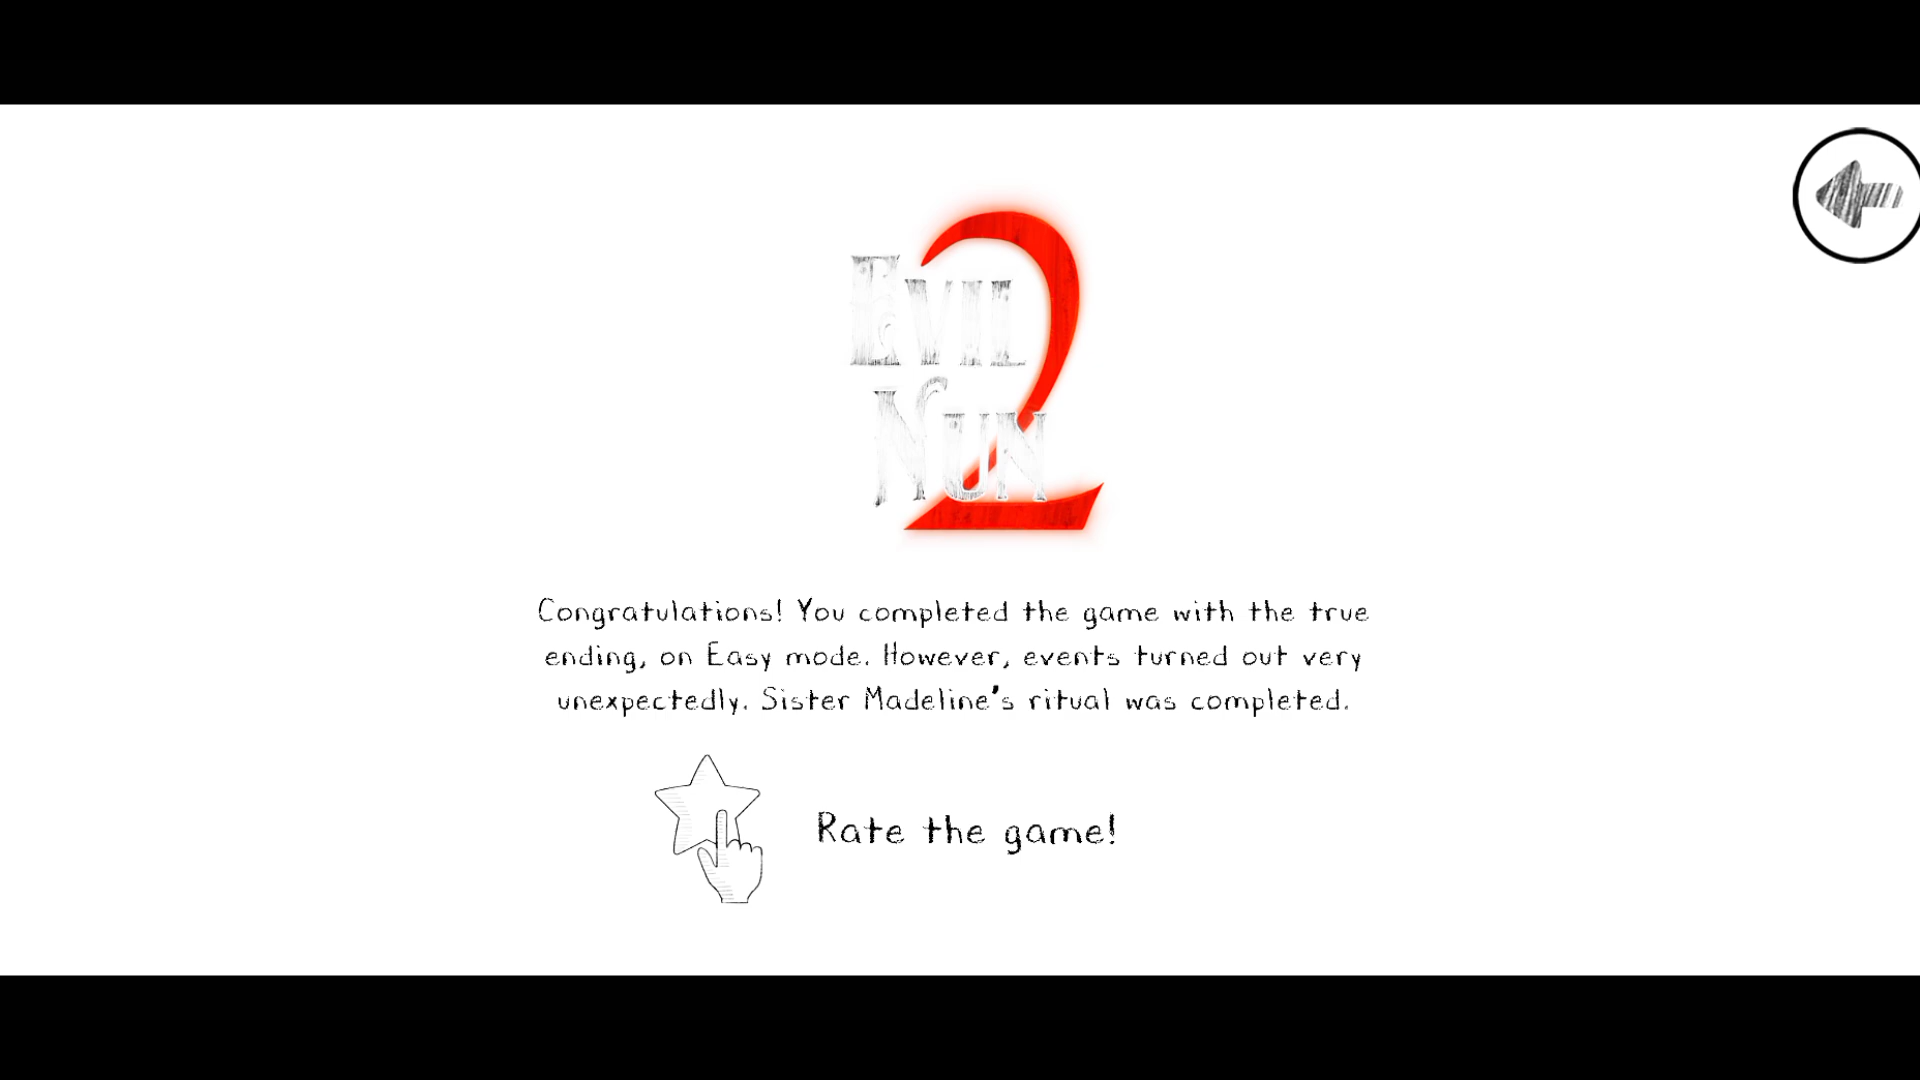 Evil
Nun
2
Congratulations! You completed the game with the true
ending, on Easy mode. However, events turned out very
unexpectedly. Sister Madeline's ritual was completed.
Rate the game!